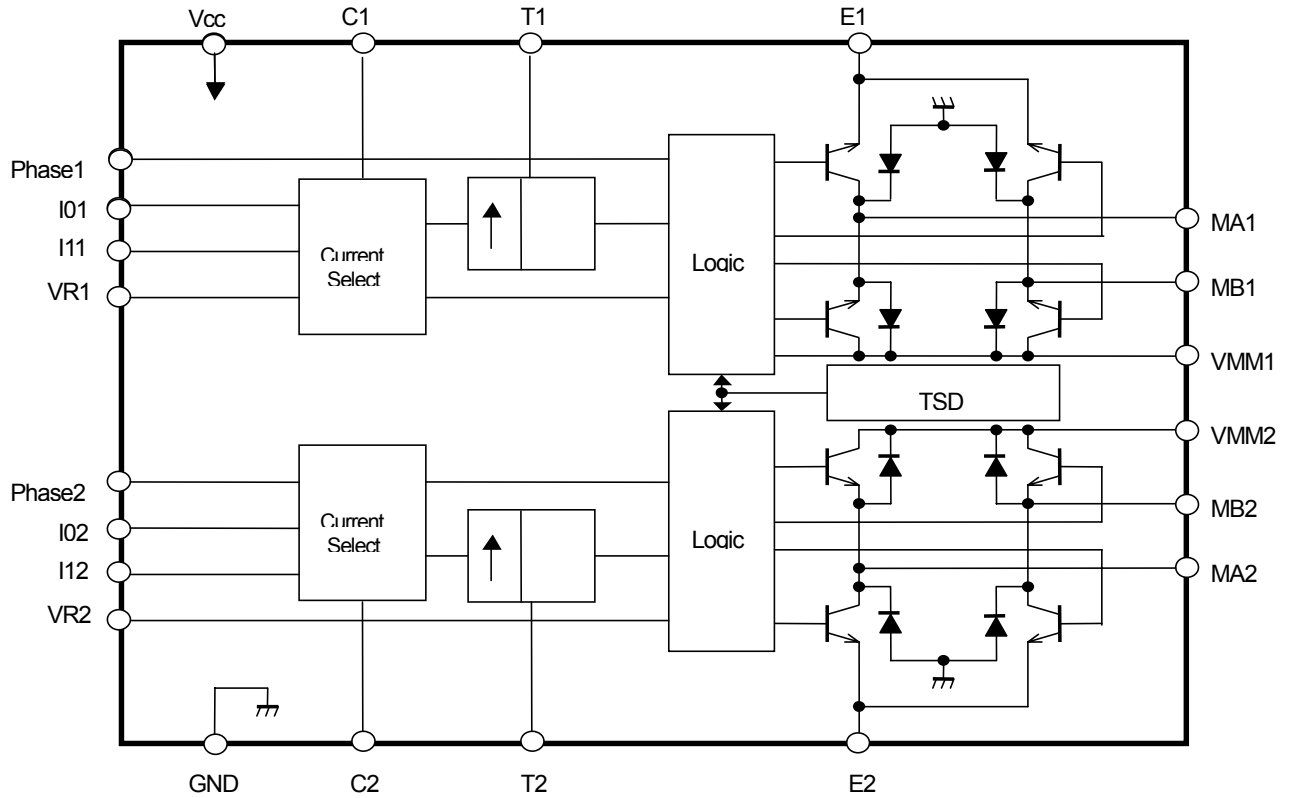 Vcc
C1
T1
E1
Phase1
I01
I11
VR1
Current
Select
Logic
MA1
MB1
VMM1
TSD
VMM2
MB2
MA2
Phase2
I02
I12
VR2
Current
Select
Logic
GND
C2
T2
E2